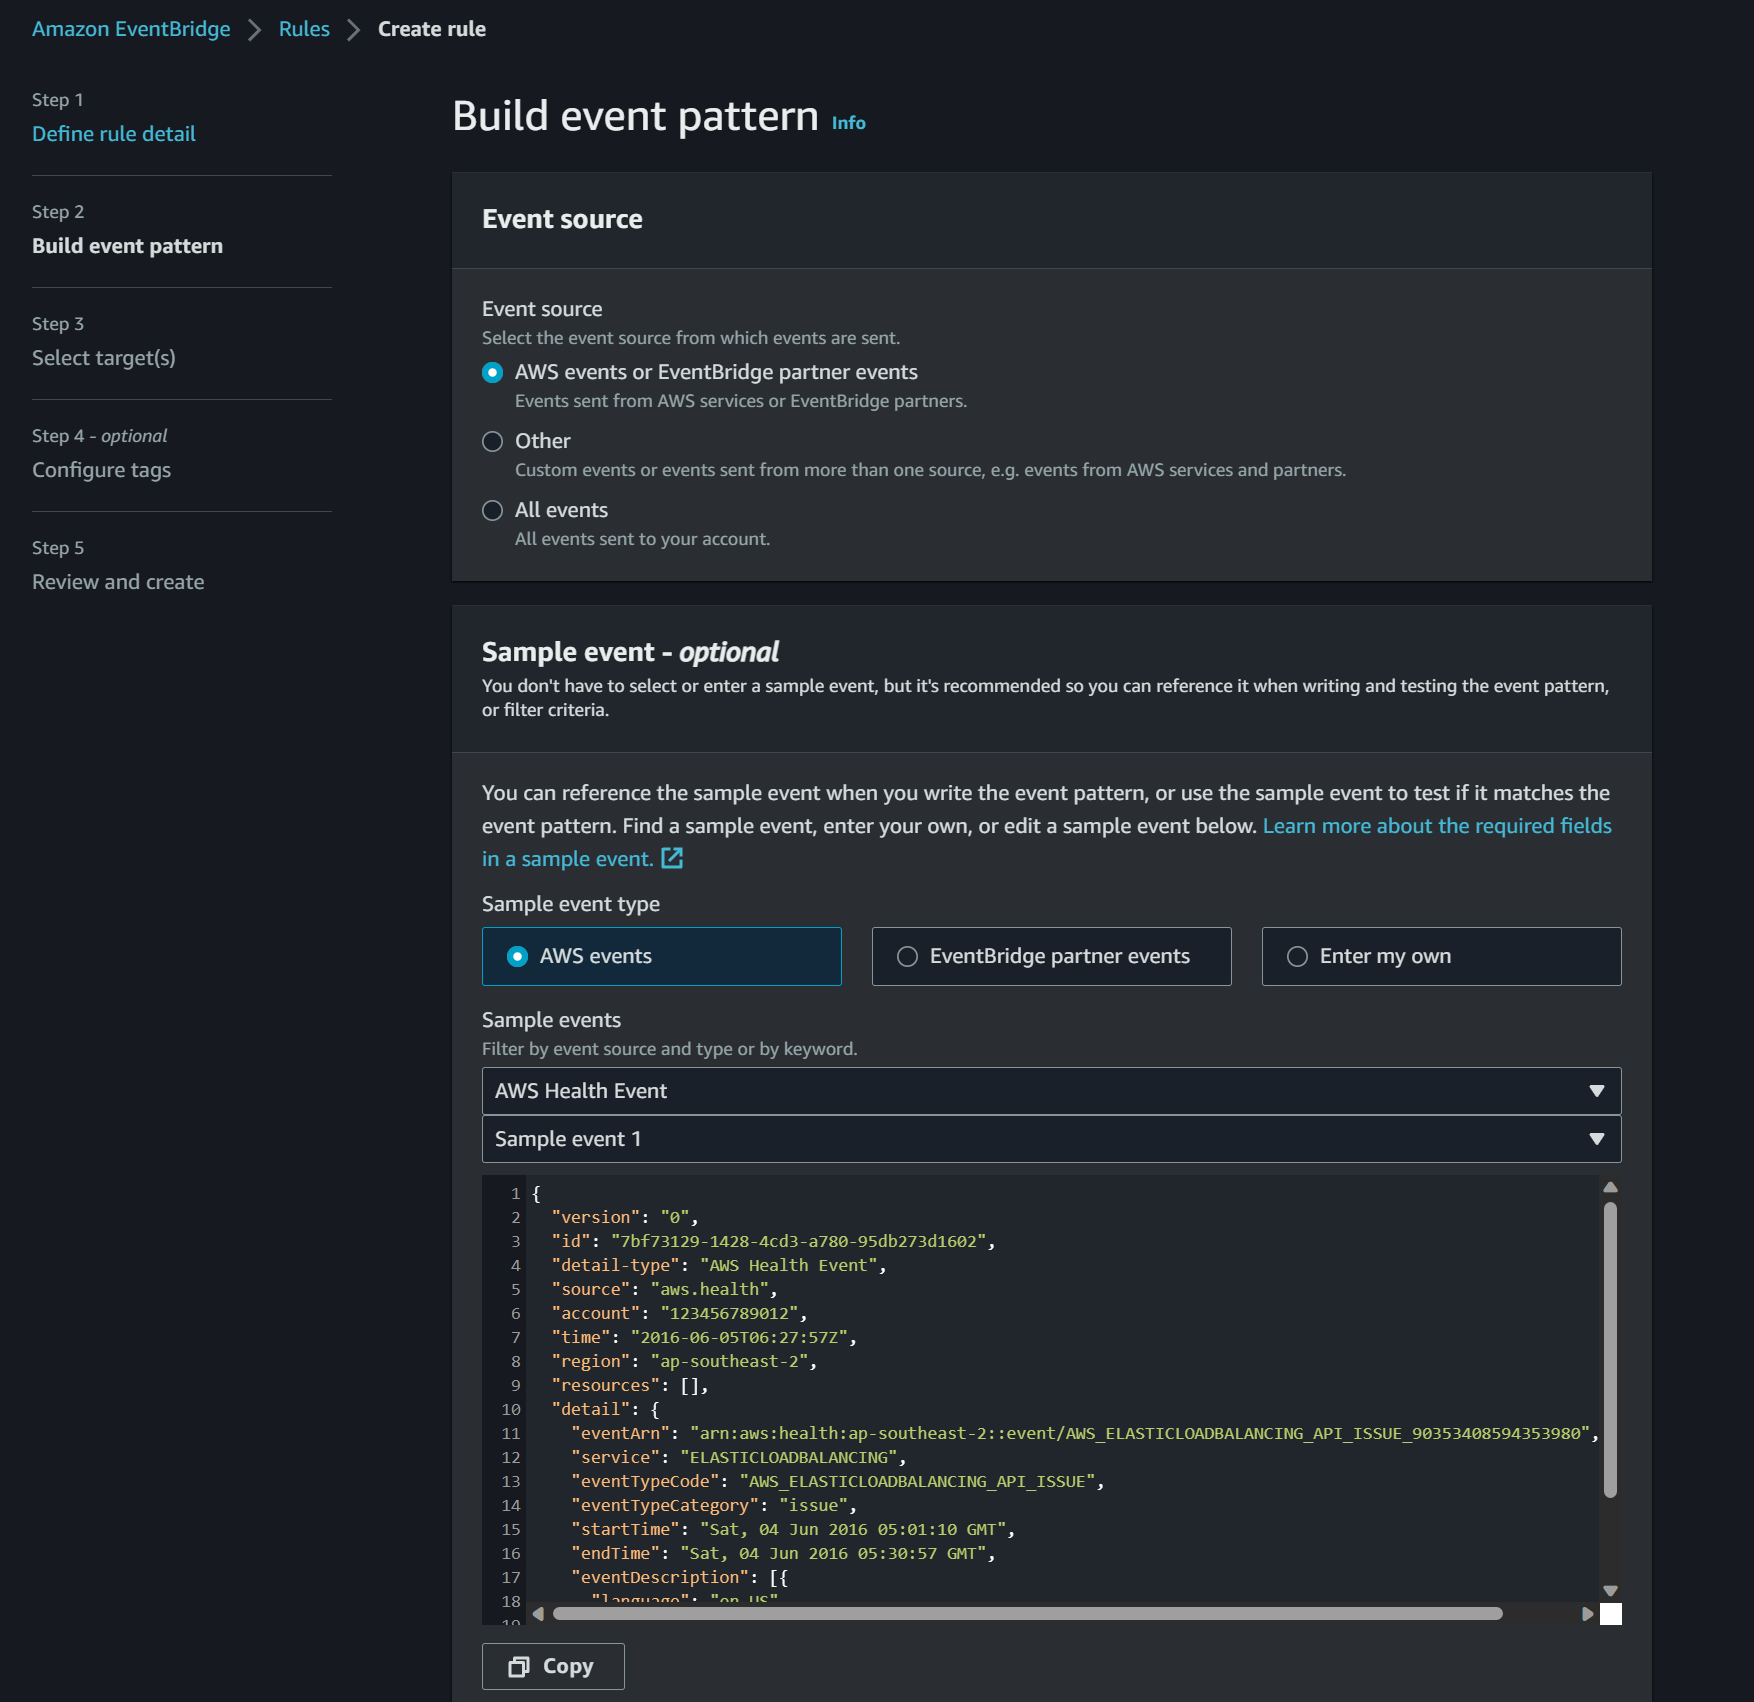 Amazon EventBridge > Rules > Create rule
Step 1
Define rule detail
Step 2
Build event pattern
Step 3
Select target(s)
Step 4 - optional
Configure tags
Step 5
Review and create
Build event pattern Info
Event source
Event source
Select the event source from which events are sent.
AWS events or EventBridge partner events
Events sent from AWS services or EventBridge partners.
Other
Custom events or events sent from more than one source, e.g. events from AWS services and partners.
All events
All events sent to your account.
Sample event - optional
You don't have to select or enter a sample event, but it's recommended so you can reference it when writing and testing the event pattern,
or filter criteria.
You can reference the sample event when you write the event pattern, or use the sample event to test if it matches the
event pattern. Find a sample event, enter your own, or edit a sample event below. Learn more about the required fields
in a sample event.
Sample event type
AWS events
EventBridge partner events
Enter my own
Sample events
Filter by event source and type or by keyword.
AWS Health Event
Sample event 1
1 {
2 "version": "0",
3 "id": "7bf73129-1428-4cd3-a780-95db273d1602",
4 "detail-type": "AWS Health Event",
5 "source": "aws.health",
6 "account": "123456789012",
7 "time": "2016-06-05T06:27:57Z",
8 "region": "ap-southeast-2",
9 "resources": [],
10 "detail": {
11 "eventArn": "arn:aws:health:ap-southeast-2::event/AWS_ELASTICLOADBALANCING_API_ISSUE_90353408594353980",
12 "service": "ELASTICLOADBALANCING",
13 "eventTypeCode": "AWS_ELASTICLOADBALANCING_API_ISSUE",
14 "eventTypeCategory": "issue",
15 "startTime": "Sat, 04 Jun 2016 05:01:10 GMT",
16 "endTime": "Sat, 04 Jun 2016 05:30:57 GMT",
17 "eventDescription": [{
18 "language": "en_US"
19
Copy